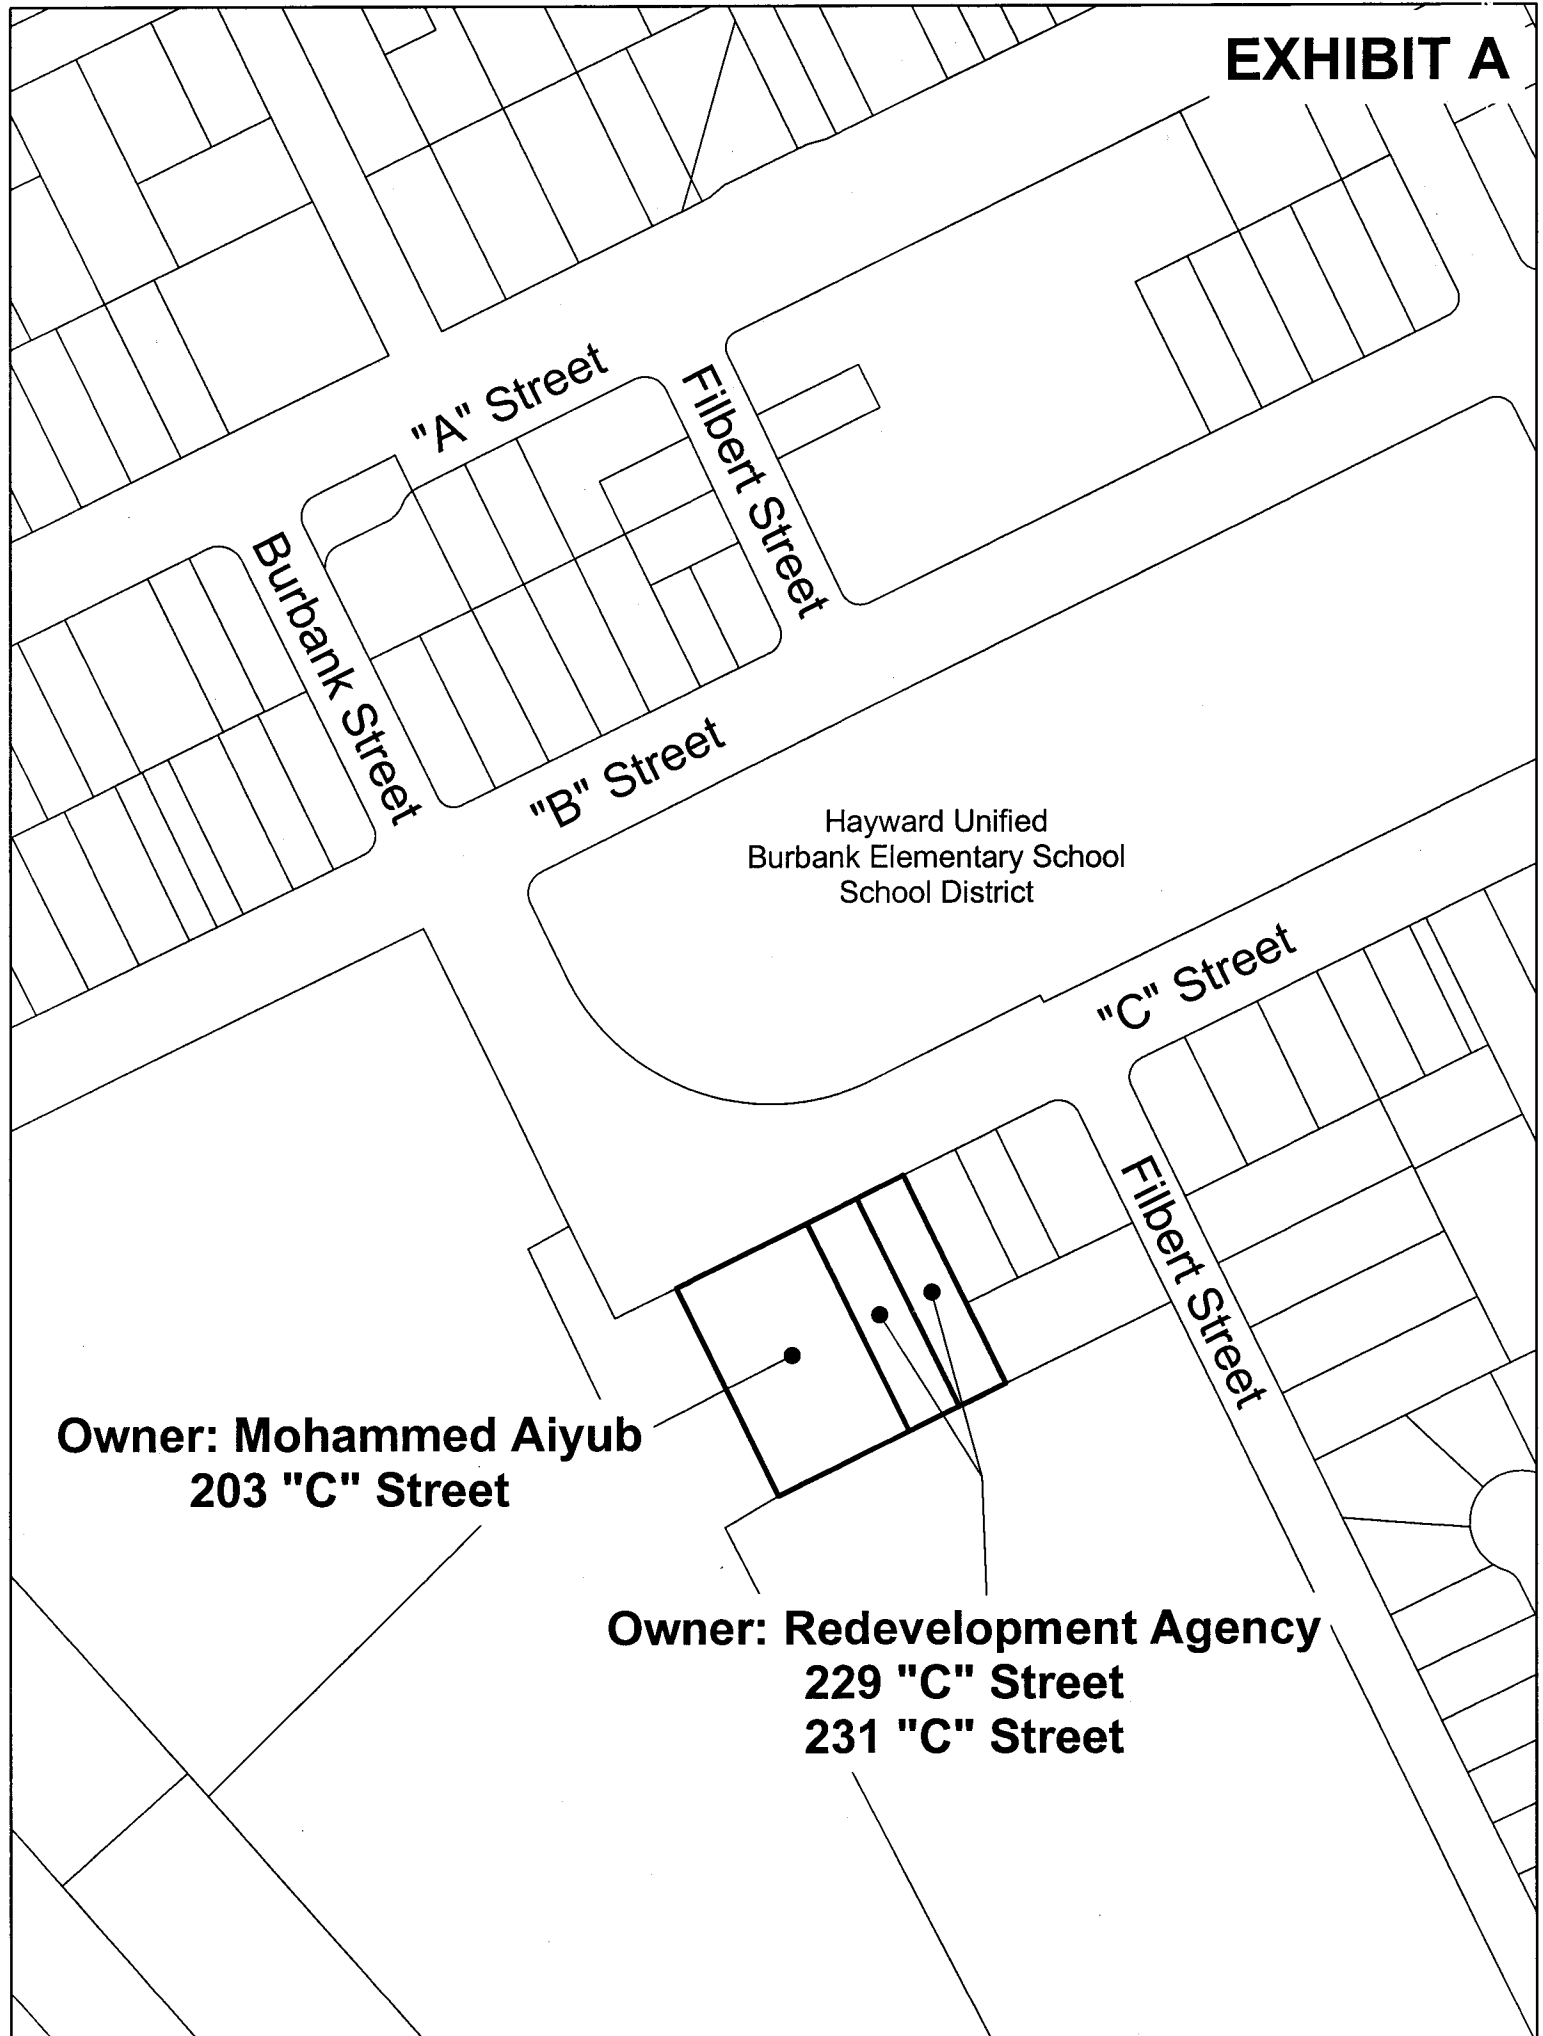 EXHIBIT A
"A" Street
Filbert Street
Burbank Street
"B" Street
Hayward Unified
Burbank Elementary School
School District
"C" Street
Filbert Street
Owner: Mohammed Aiyub
203 "C" Street
Owner: Redevelopment Agency
229 "C" Street
231 "C" Street